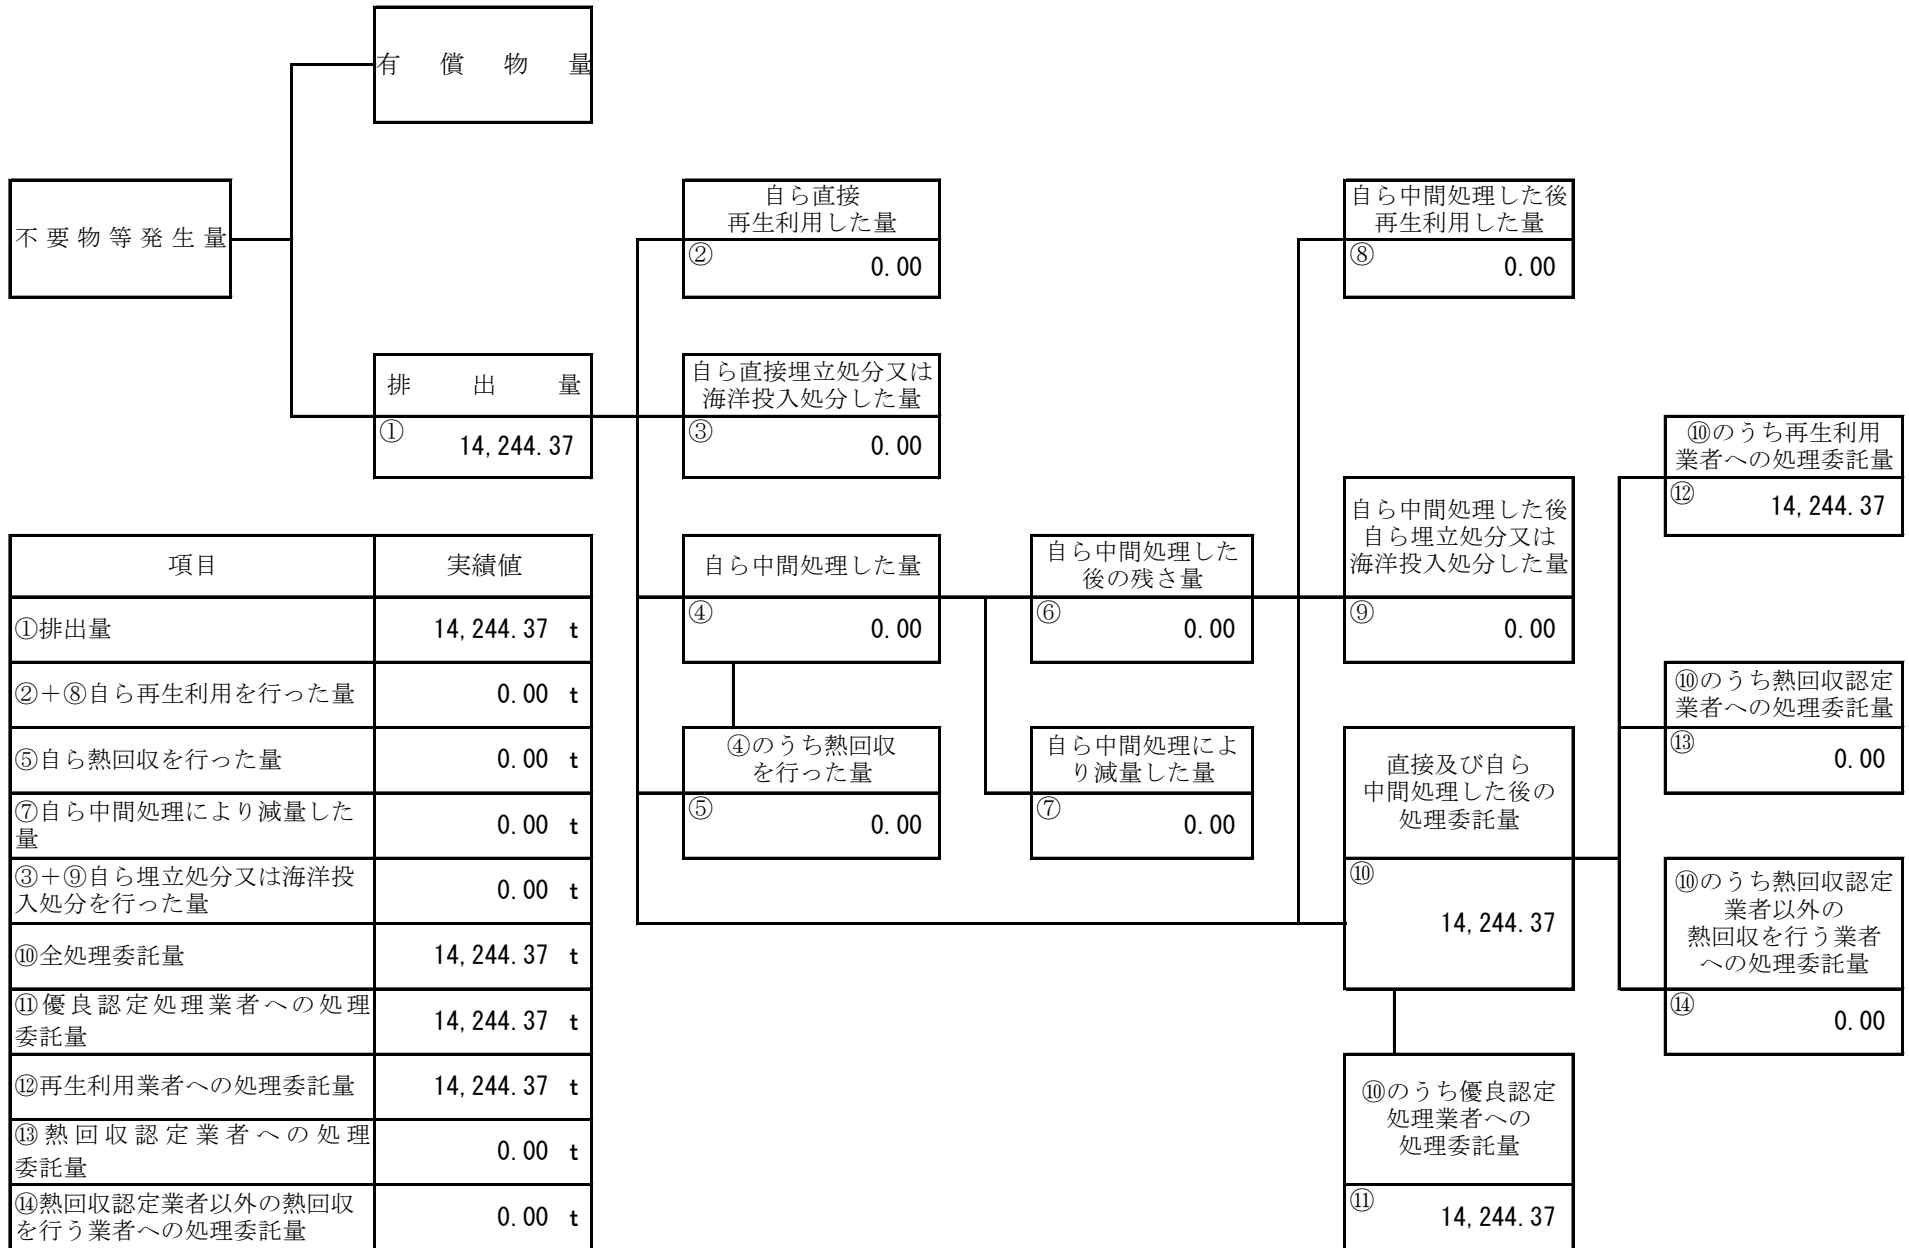 有償物量
不要物等発生量
排出量
① 14,244.37
自ら直接
再生利用した量
② 0.00
自ら直接埋立処分又は
海洋投入処分した量
③ 0.00
自ら中間処理した量
④ 0.00
④のうち熱回収
を行った量
⑤ 0.00
自ら中間処理した
後の残さ量
⑥ 0.00
自ら中間処理によ
り減量した量
⑦ 0.00
自ら中間処理した後
再生利用した量
⑧ 0.00
自ら中間処理した後
自ら埋立処分又は
海洋投入処分した量
⑨ 0.00
直接及び自ら
中間処理した後の
処理委託量
⑩
14,244.37
⑩のうち優良認定
処理業者への
処理委託量
⑪ 14,244.37
⑩のうち再生利用
業者への処理委託量
⑫ 14,244.37
⑩のうち熱回収認定
業者への処理委託量
⑬ 0.00
⑩のうち熱回収認定
業者以外の
熱回収を行う業者
への処理委託量
⑭ 0.00
項目 実績値
①排出量 14,244.37 t
②+⑧自ら再生利用を行った量 0.00 t
⑤自ら熱回収を行った量 0.00 t
⑦自ら中間処理により減量した
量 0.00 t
③+⑨自ら埋立処分又は海洋投
入処分を行った量 0.00 t
⑩全処理委託量 14,244.37 t
⑪優良認定処理業者への処理
委託量 14,244.37 t
⑫再生利用業者への処理委託量 14,244.37 t
⑬熱回収認定業者への処理
委託量 0.00 t
⑭熱回収認定業者以外の熱回収
を行う業者への処理委託量 0.00 t